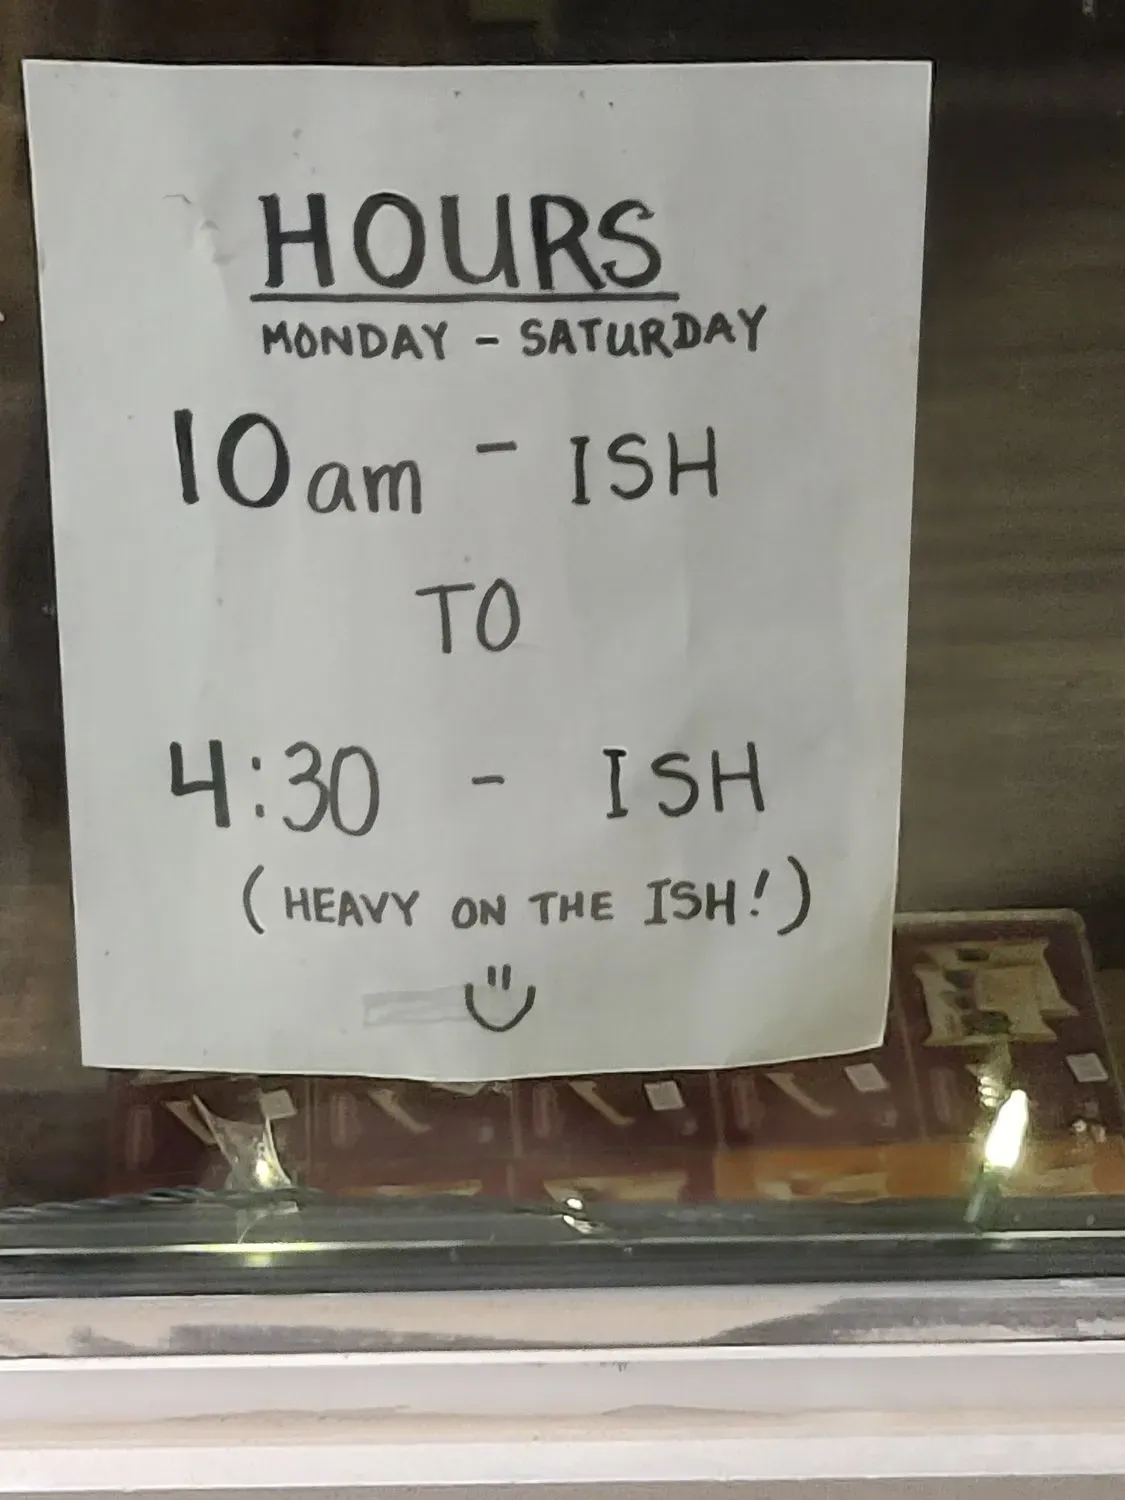 HOURS
MONDAY - SATURDAY
10am - ISH
TO
4:30 - ISH
(HEAVY ON THE ISH!)